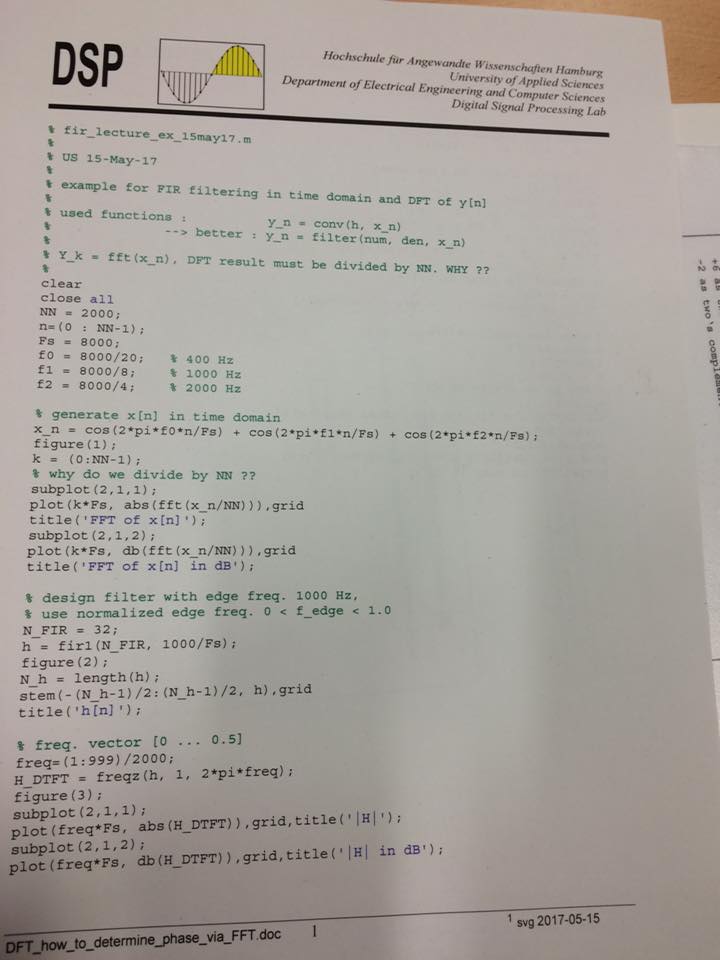 DSP
Hochschule für Angewandte Wissenschaften Hamburg
University of Applied Sciences
Department of Electrical Engineering and Computer Sciences
Digital Signal Processing Lab
% fir_lecture_ex_15may17.m
%
% US 15-May-17
%
% example for FIR filtering in time domain and DFT of y[n]
%
% used functions :          y_n = conv(h, x_n)
%               --> better : y_n = filter(num, den, x_n)
%
% Y_k = fft(x_n), DFT result must be divided by NN. WHY ??
%
clear
close all
NN = 2000;
n=(0 : NN-1);
Fs = 8000;
f0 = 8000/20;   % 400 Hz
f1 = 8000/8;    % 1000 Hz
f2 = 8000/4;    % 2000 Hz
% generate x[n] in time domain
x_n = cos(2*pi*f0*n/Fs) + cos(2*pi*f1*n/Fs) + cos(2*pi*f2*n/Fs);
figure(1);
k = (0:NN-1);
% why do we divide by NN ??
subplot(2,1,1);
plot(k*Fs, abs(fft(x_n/NN))),grid
title('FFT of x[n]');
subplot(2,1,2);
plot(k*Fs, db(fft(x_n/NN))),grid
title('FFT of x[n] in dB');
% design filter with edge freq. 1000 Hz,
% use normalized edge freq. 0 < f_edge < 1.0
N_FIR = 32;
h = fir1(N_FIR, 1000/Fs);
figure(2);
N_h = length(h);
stem(-(N_h-1)/2:(N_h-1)/2, h),grid
title('h[n]');
% freq. vector [0 ... 0.5]
freq=(1:999)/2000;
H_DTFT = freqz(h, 1, 2*pi*freq);
figure(3);
subplot(2,1,1);
plot(freq*Fs, abs(H_DTFT)),grid,title('|H|');
subplot(2,1,2);
plot(freq*Fs, db(H_DTFT)),grid,title('|H| in dB');
DFT_how_to_determine_phase_via_FFT.doc 1 1 svg 2017-05-15
+6 as
-2 as two's